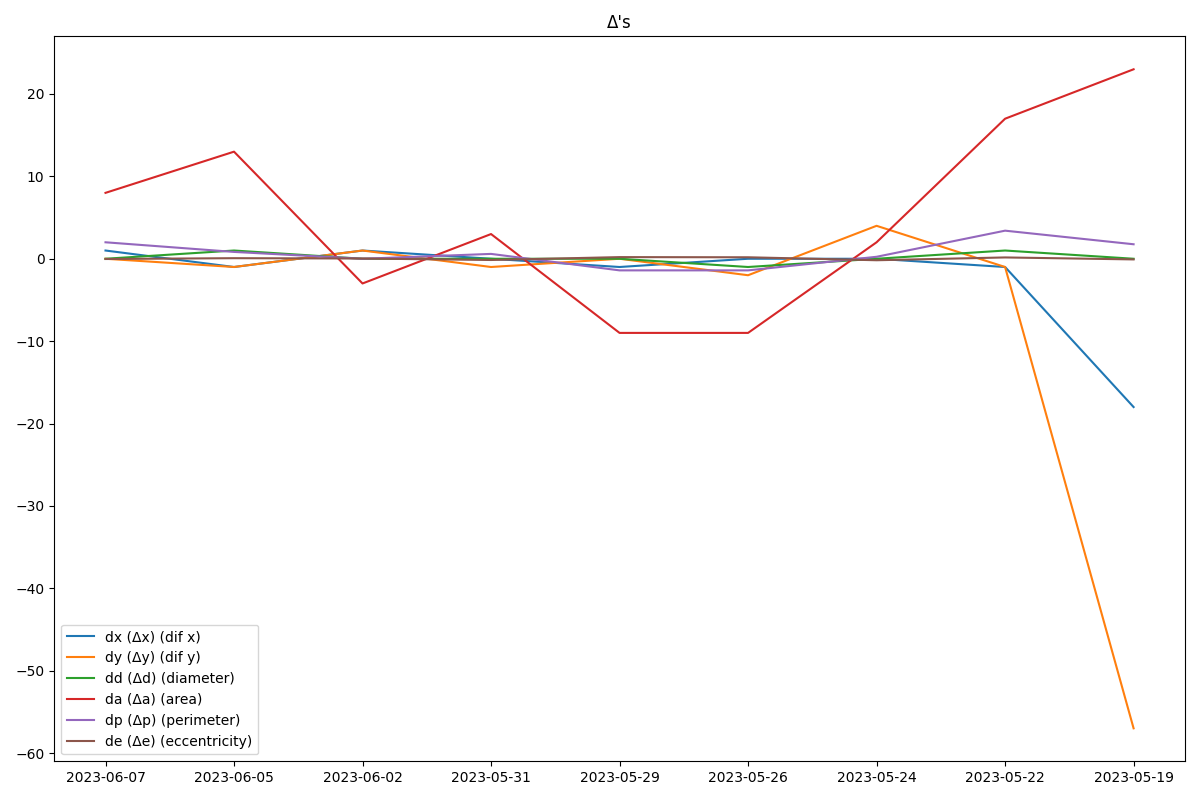 Δ's
20
10
0
−10
−20
−30
−40
−50
−60
dx (Δx) (dif x)
dy (Δy) (dif y)
dd (Δd) (diameter)
da (Δa) (area)
dp (Δp) (perimeter)
de (Δe) (eccentricity)
2023-06-07 2023-06-05 2023-06-02 2023-05-31 2023-05-29 2023-05-26 2023-05-24 2023-05-22 2023-05-19